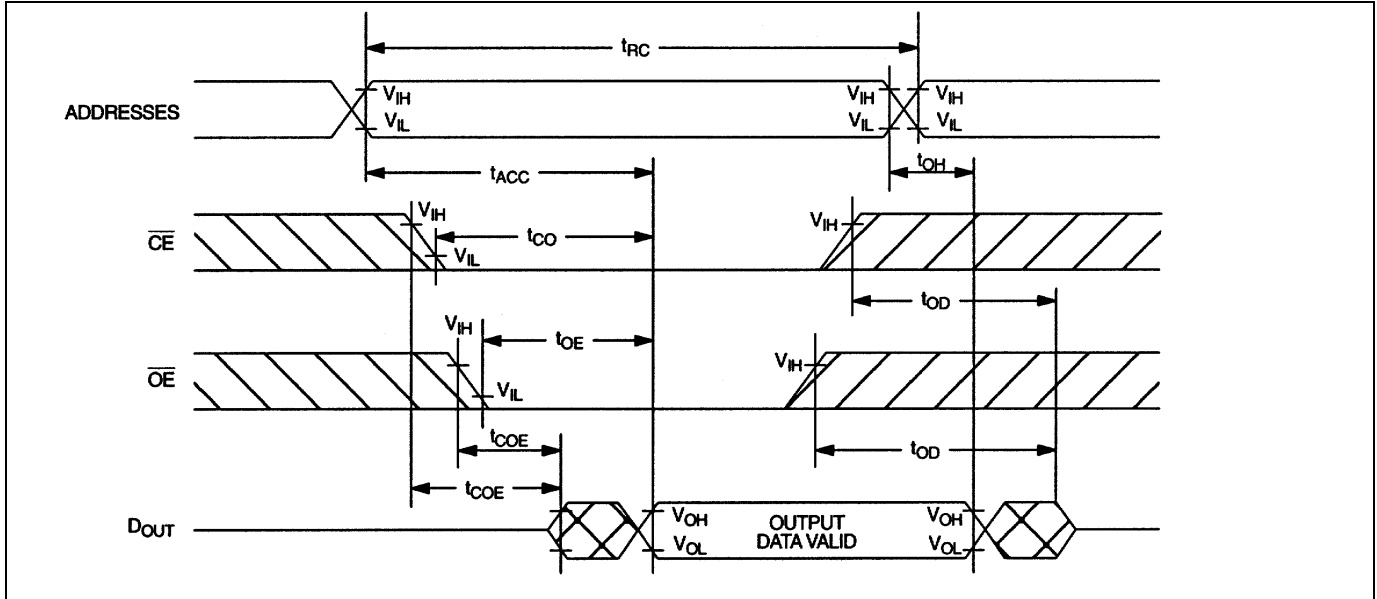 tRC
ADDRESSES
VIH
VIL
VIH
VIL
VIH
VIL
tACC
tOH
CE
VIH
VIL
tCO
VIH
tOD
OE
VIH
VIL
tOE
VIH
tCOE
tOD
tCOE
DOUT
VOH
VOL
OUTPUT
DATA VALID
VOH
VOL